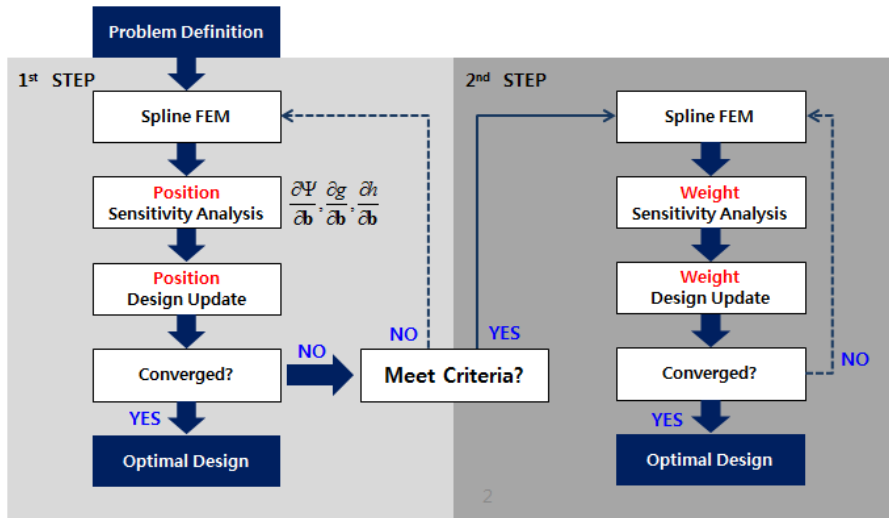 Problem Definition
1st STEP
Spline FEM
Position
Sensitivity Analysis
∂Ψ/∂b, ∂g/∂b, ∂h/∂b
Position
Design Update
Converged?
NO
YES
Optimal Design
Meet Criteria?
NO
YES
2nd STEP
Spline FEM
Weight
Sensitivity Analysis
Weight
Design Update
Converged?
NO
YES
Optimal Design
2